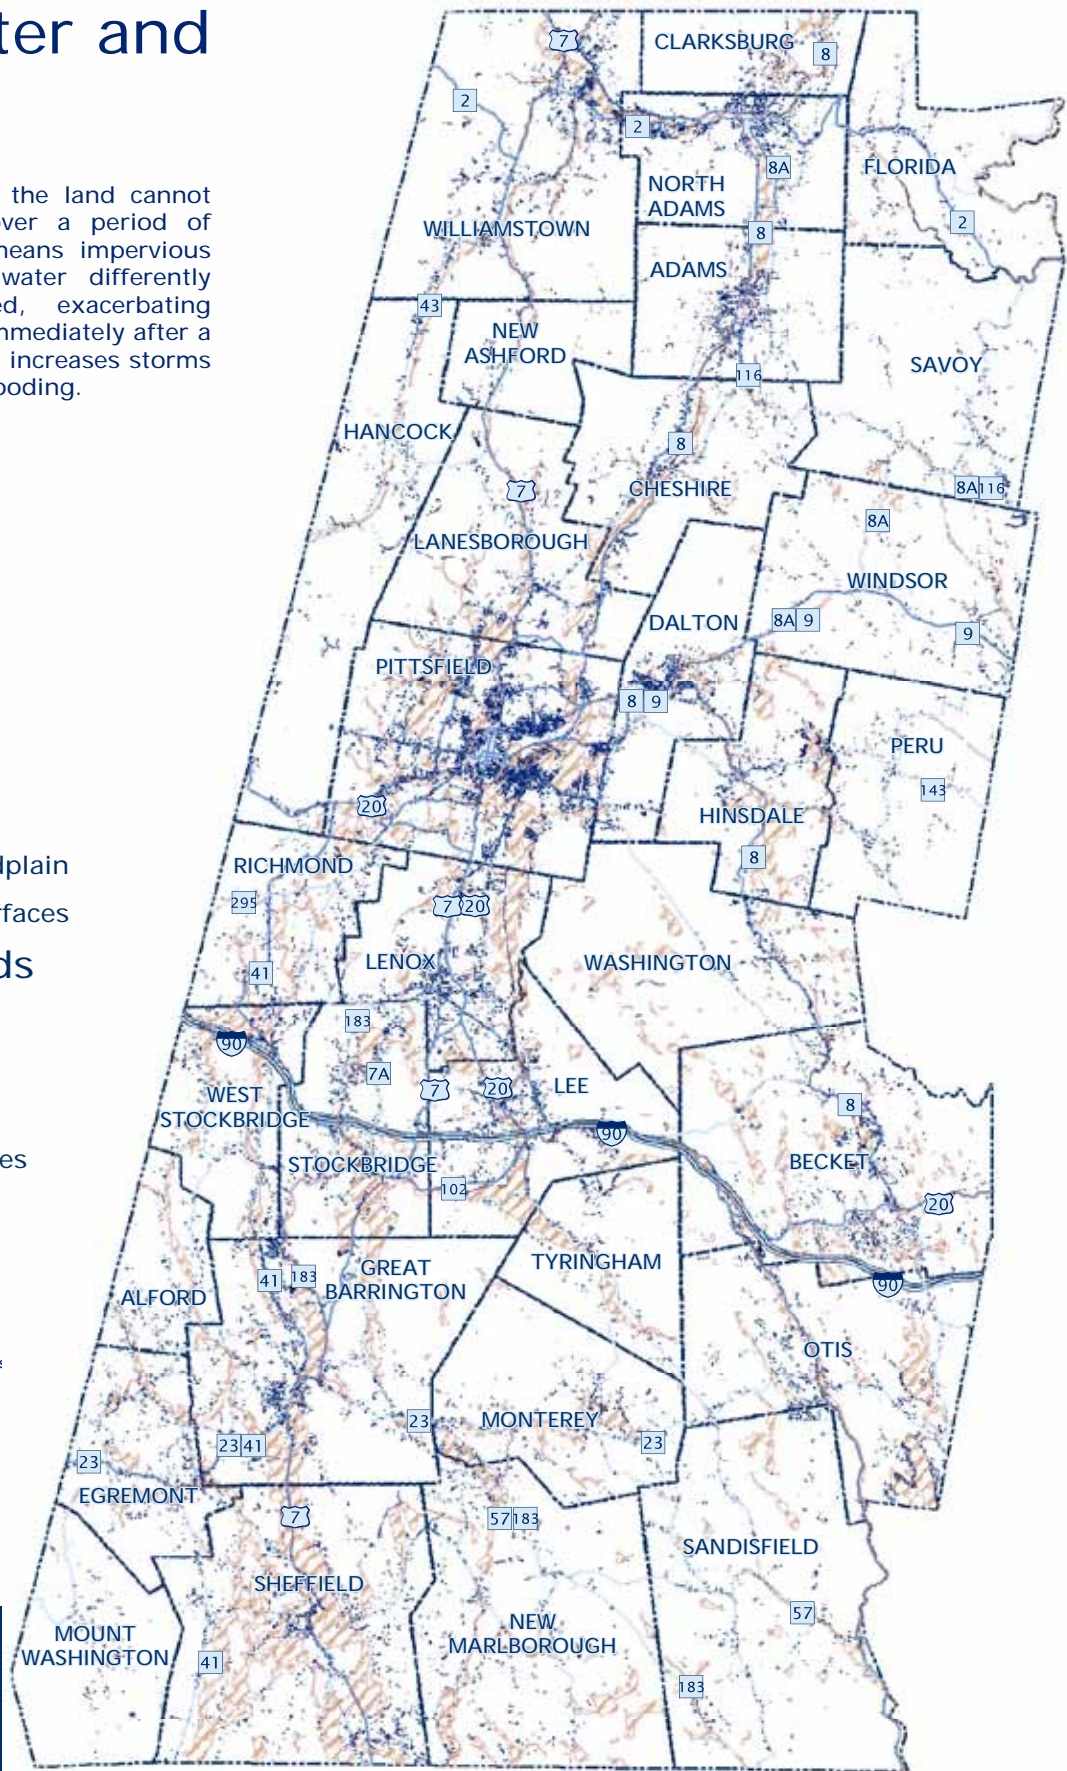 ter and
the land cannot
over a period of
means impervious
water differently
ed, exacerbating
mmediately after a
increases storms
ooding.
7
CLARKSBURG
8
2
2
8A
FLORIDA
NORTH
ADAMS
2
WILLIAMSTOWN
8
ADAMS
43
NEW
ASHFORD
SAVOY
116
HANCOCK
8
CHESHIRE
7
8A 116
8A
LANESBOROUGH
WINDSOR
8A 9
DALTON
9
PITTSFIELD
8 9
PERU
143
20
HINSDALE
dplain
RICHMOND
8
295
7 20
rfaces
ds
LENOX
WASHINGTON
41
183
90
7A
7
20
LEE
WEST
STOCKBRIDGE
8
90
es
STOCKBRIDGE
BECKET
102
20
TYRINGHAM
GREAT
BARRINGTON
41
183
90
ALFORD
OTIS
*
23
MONTEREY
23 41
23
23
EGREMONT
7
57 183
SANDISFIELD
SHEFFIELD
57
MOUNT
WASHINGTON
NEW
MARLBOROUGH
41
183